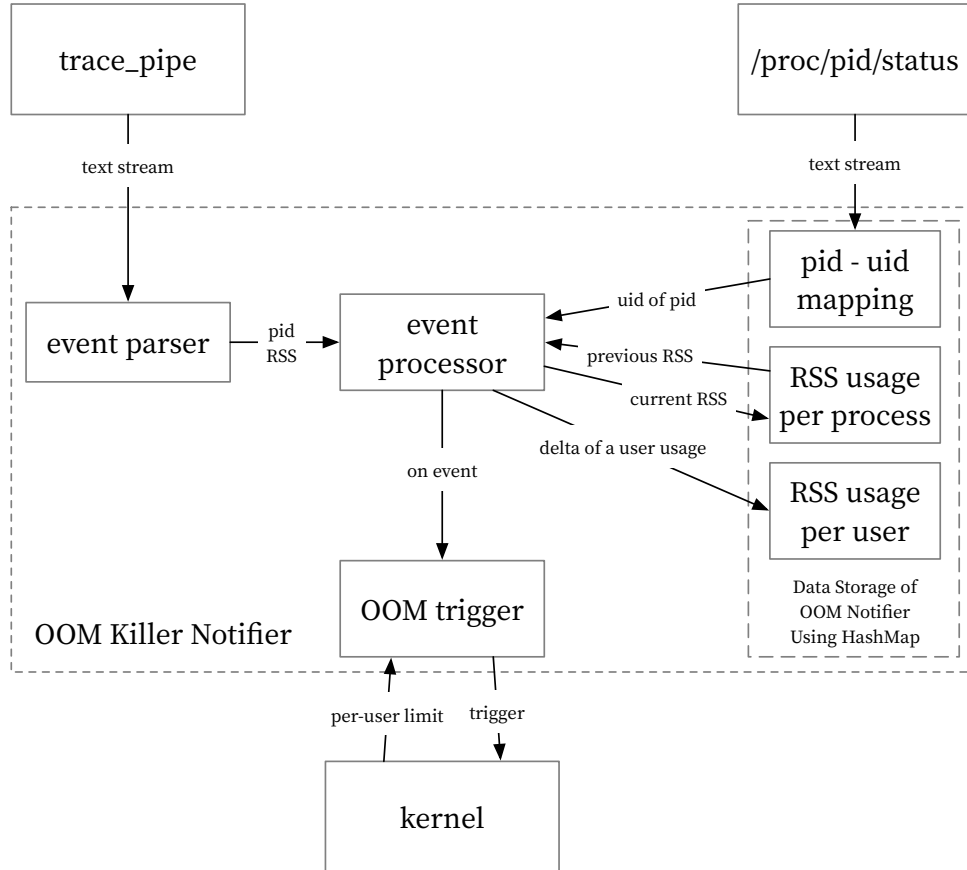 trace_pipe
/proc/pid/status
text stream
text stream
pid - uid
mapping
uid of pid
event parser
pid
RSS
event
processor
previous RSS
current RSS
RSS usage
per process
on event
delta of a user usage
RSS usage
per user
OOM trigger
Data Storage of
OOM Notifier
Using HashMap
OOM Killer Notifier
per-user limit
trigger
kernel